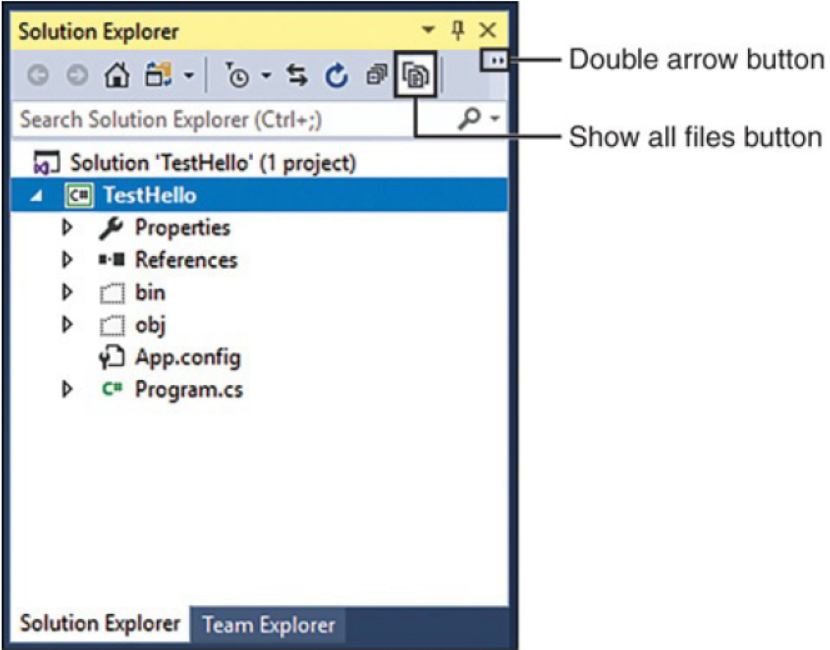 Solution Explorer
Double arrow button
Search Solution Explorer (Ctrl+;)
Show all files button
Solution 'TestHello' (1 project)
C# TestHello
Properties
References
bin
obj
App.config
C# Program.cs
Solution Explorer Team Explorer